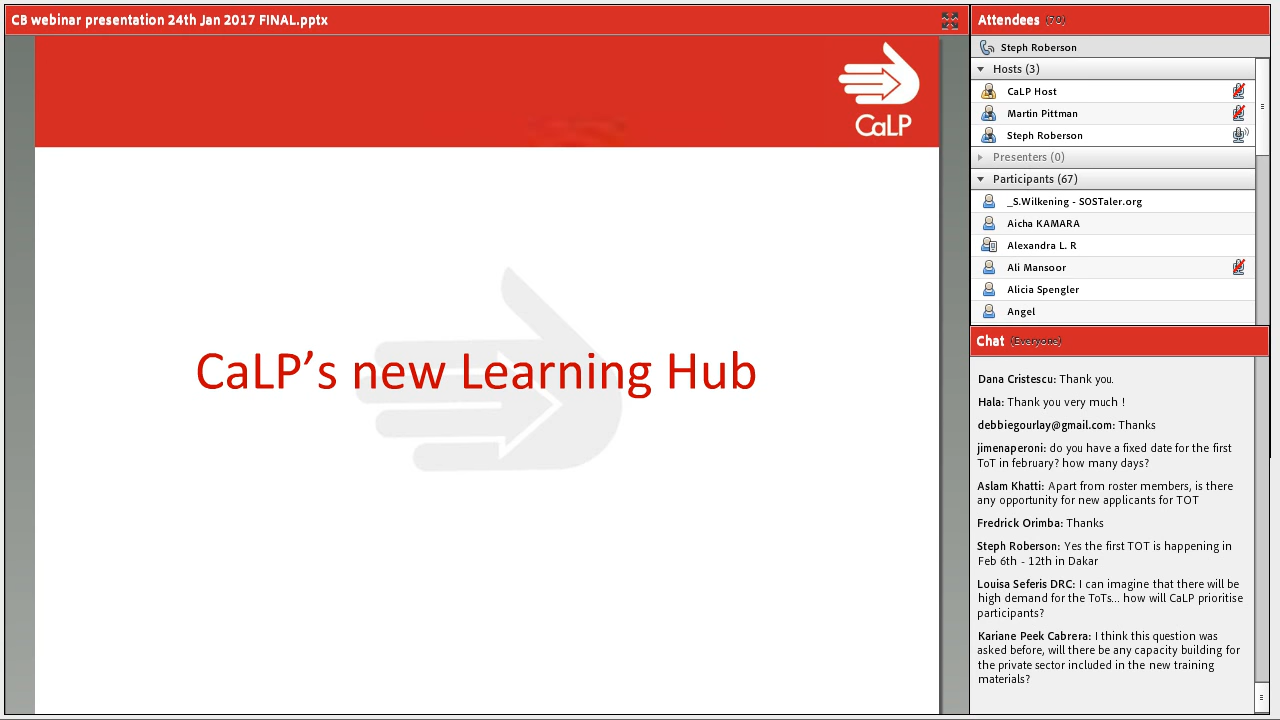 CB webinar presentation 24th Jan 2017 FINAL.pptx
CaLP
CaLP's new Learning Hub
Attendees (70)
Steph Roberson
Hosts (3)
CaLP Host
Martin Pittman
Steph Roberson
Presenters (0)
Participants (67)
_S.Wilkening - SOSTaler.org
Aicha KAMARA
Alexandra L. R
Ali Mansoor
Alicia Spengler
Angel
Chat (Everyone)
Dana Cristescu: Thank you.
Hala: Thank you very much !
debbiegourlay@gmail.com: Thanks
jimenaperoni: do you have a fixed date for the first
ToT in february? how many days?
Aslam Khatti: Apart from roster members, is there
any opportunity for new applicants for TOT
Fredrick Orimba: Thanks
Steph Roberson: Yes the first TOT is happening in
Feb 6th - 12th in Dakar
Louisa Seferis DRC: I can imagine that there will be
high demand for the ToTs... how will CaLP prioritise
participants?
Kariane Peek Cabrera: I think this question was
asked before, will there be any capacity building for
the private sector included in the new training
materials?